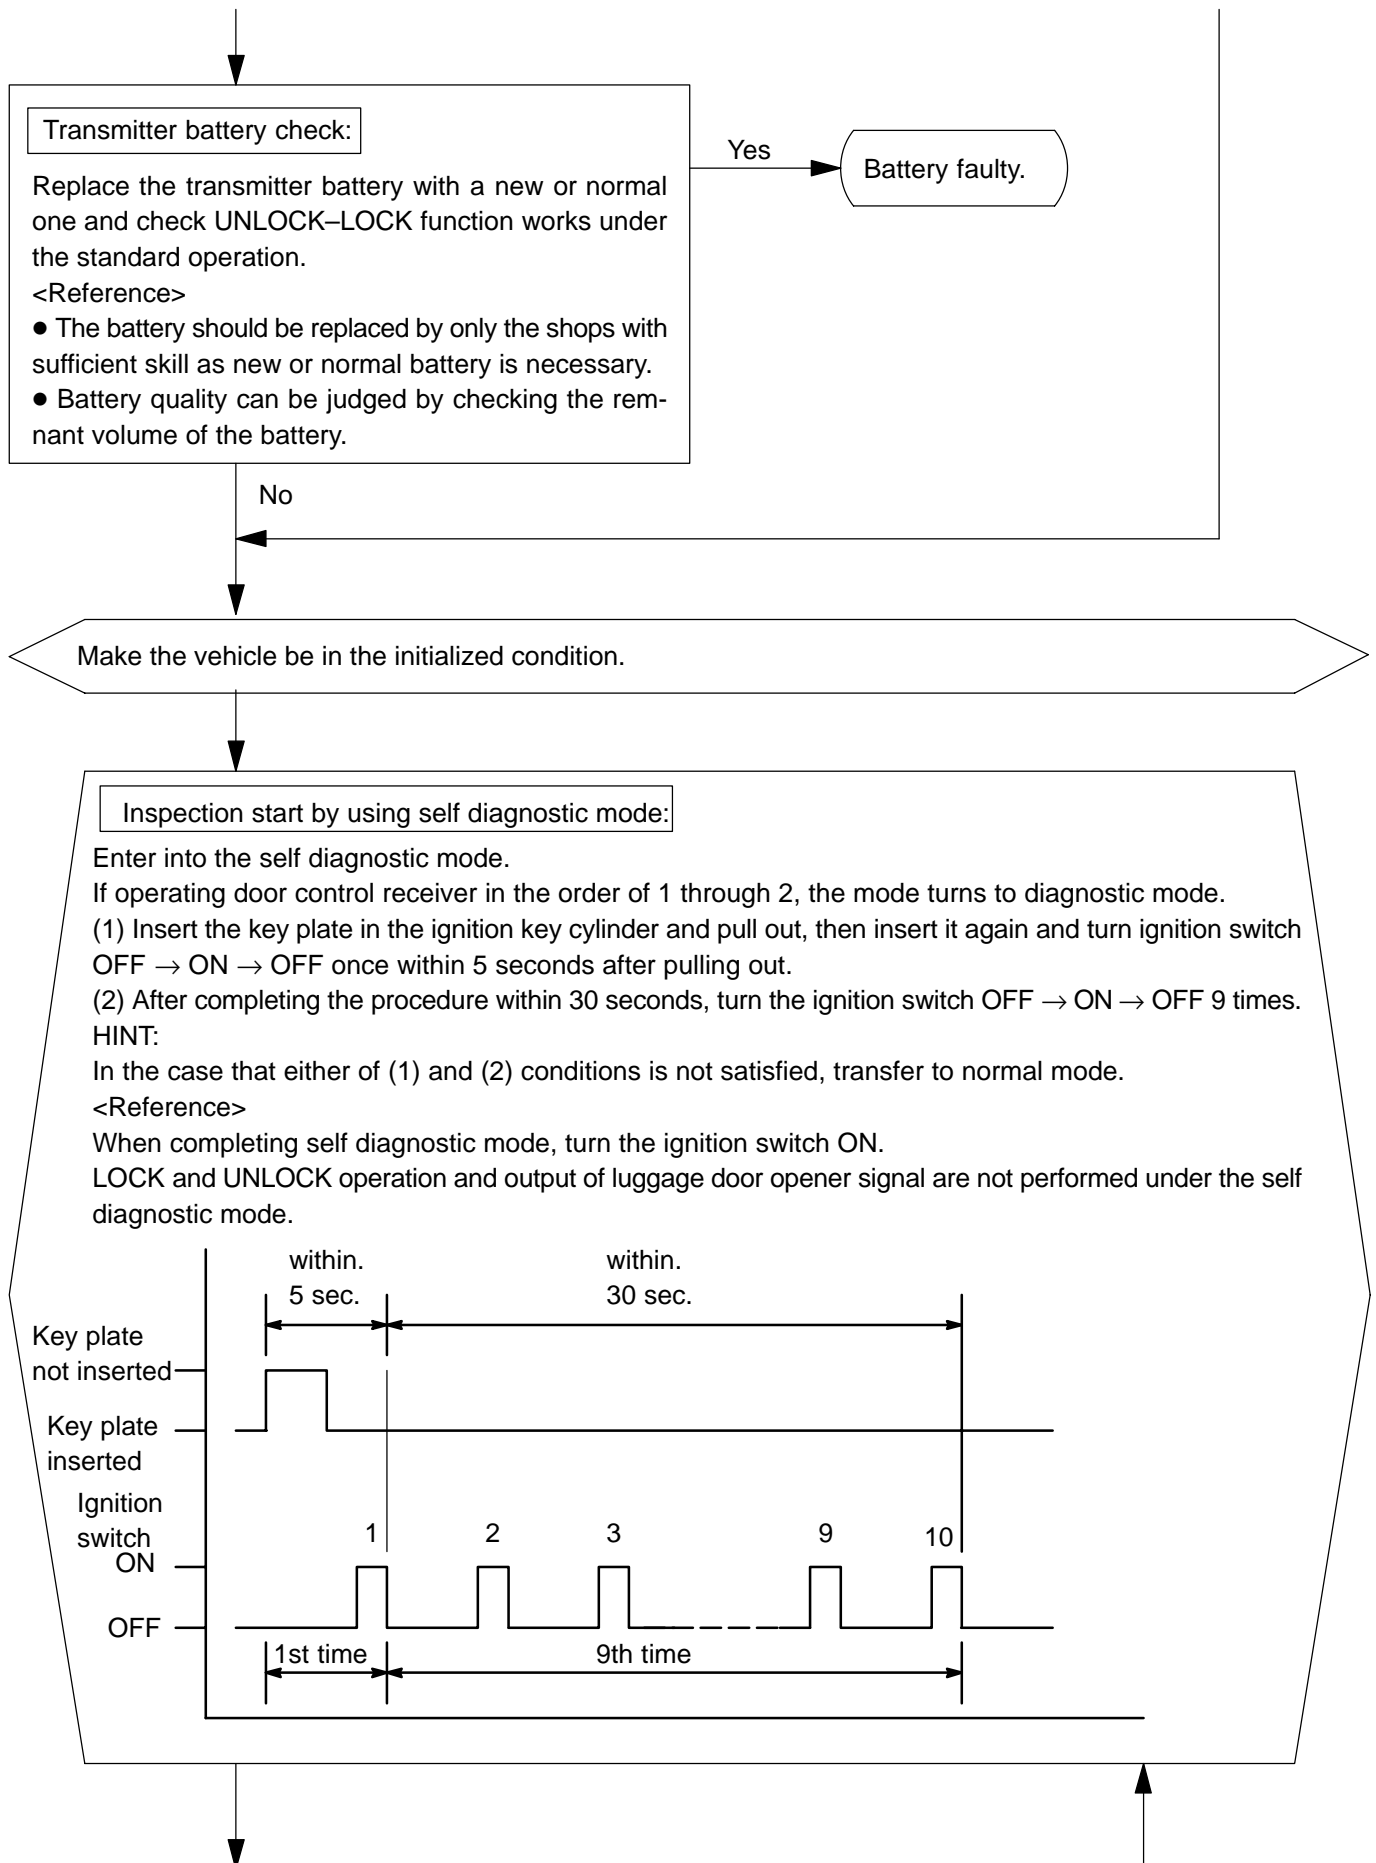 Transmitter battery check:
Replace the transmitter battery with a new or normal
one and check UNLOCK–LOCK function works under
the standard operation.
<Reference>
● The battery should be replaced by only the shops with
sufficient skill as new or normal battery is necessary.
● Battery quality can be judged by checking the rem-
nant volume of the battery.
Yes
Battery faulty.
No
Make the vehicle be in the initialized condition.
Inspection start by using self diagnostic mode:
Enter into the self diagnostic mode.
If operating door control receiver in the order of 1 through 2, the mode turns to diagnostic mode.
(1) Insert the key plate in the ignition key cylinder and pull out, then insert it again and turn ignition switch
OFF → ON → OFF once within 5 seconds after pulling out.
(2) After completing the procedure within 30 seconds, turn the ignition switch OFF → ON → OFF 9 times.
HINT:
In the case that either of (1) and (2) conditions is not satisfied, transfer to normal mode.
<Reference>
When completing self diagnostic mode, turn the ignition switch ON.
LOCK and UNLOCK operation and output of luggage door opener signal are not performed under the self
diagnostic mode.
within.
5 sec.
within.
30 sec.
Key plate
not inserted
Key plate
inserted
Ignition
switch
ON
OFF
1 2 3 9 10
1st time
9th time